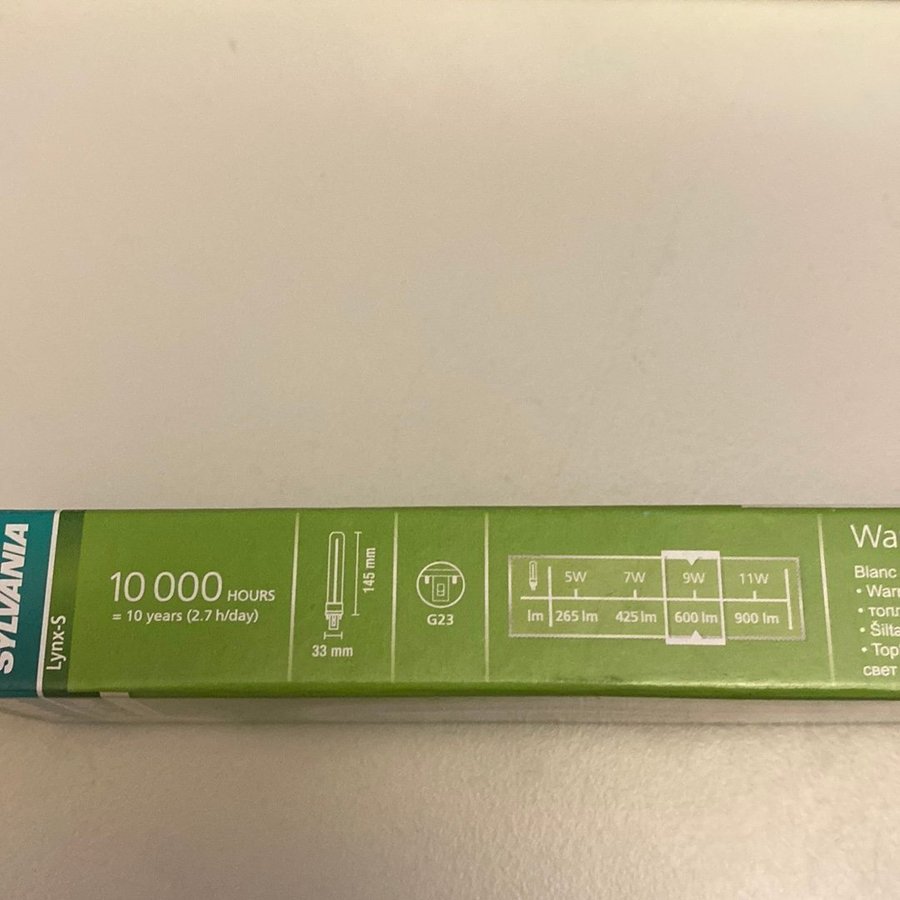 SYLVANIA
Lynx-S
10 000 HOURS
= 10 years (2.7 h/day)
145 mm
33 mm
G23
5W 7W 9W 11W
lm 265 lm 425 lm 600 lm 900 lm
Wa
Blanc
• Warm
• топл
• Šilta
• Top
свет